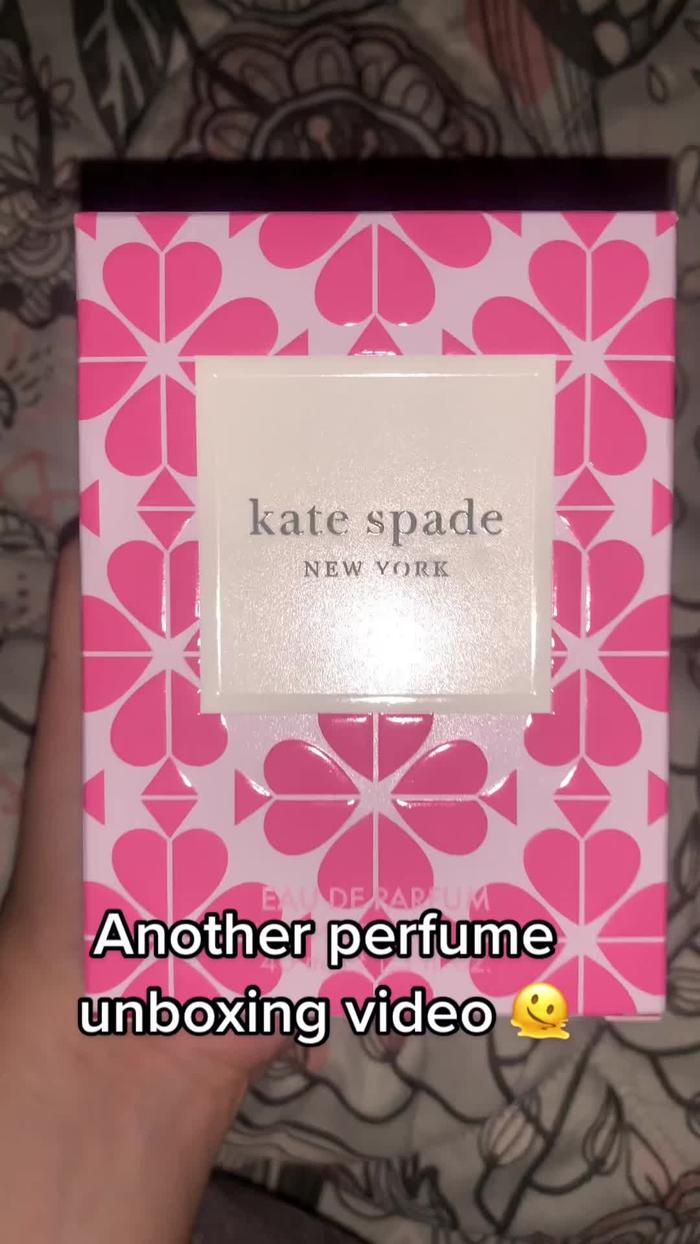 kate spade
NEW YORK
EAU DE PARFUM
Another perfume
unboxing video 🫠